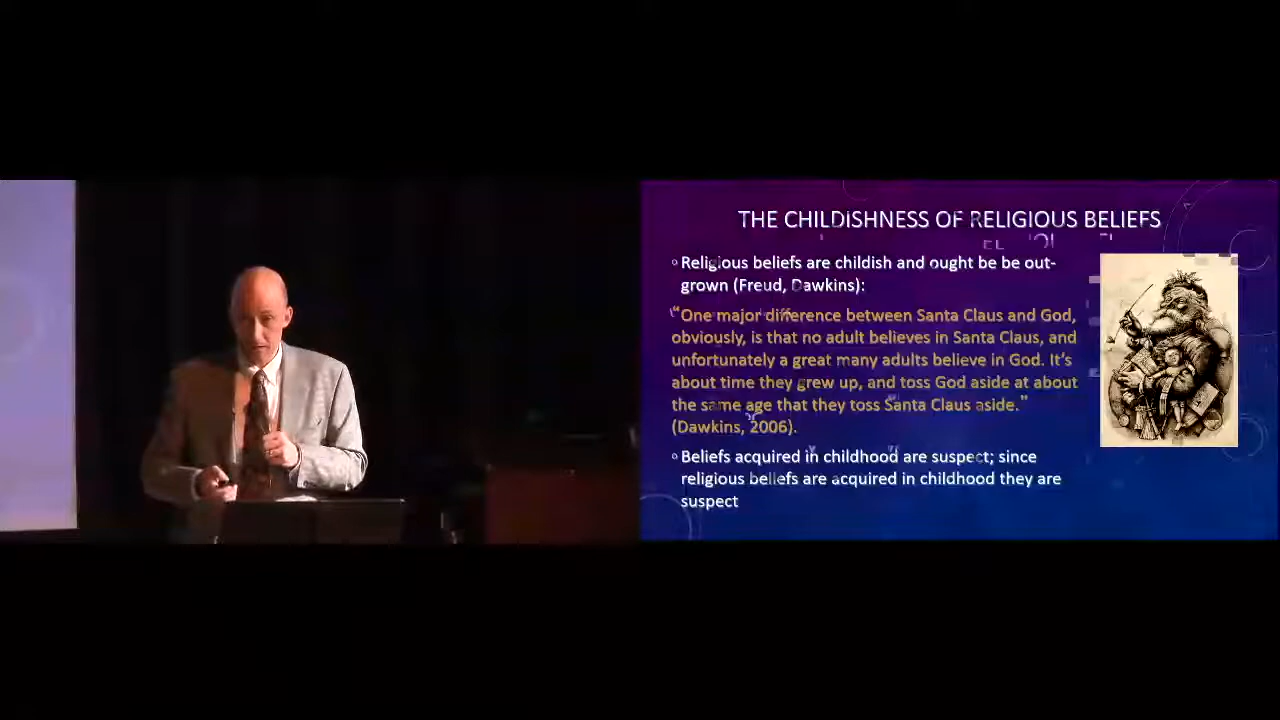 THE CHILDISHNESS OF RELIGIOUS BELIEFS
Religious beliefs are childish and ought be be out-
grown (Freud, Dawkins):
“One major difference between Santa Claus and God,
obviously, is that no adult believes in Santa Claus, and
unfortunately a great many adults believe in God. It’s
about time they grew up, and toss God aside at about
the same age that they toss Santa Claus aside.”
(Dawkins, 2006).
Beliefs acquired in childhood are suspect; since
religious beliefs are acquired in childhood they are
suspect